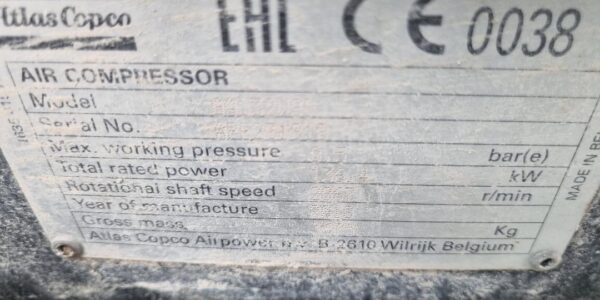 Atlas Copco EAC CE 0038
AIR COMPRESSOR
Model
Serial No.
Max. working pressure bar(e)
Total rated power kW
Rotational shaft speed r/min
Year of manufacture
Gross mass Kg
Atlas Copco Airpower n.v. B-2610 Wilrijk Belgium
MADE IN BE